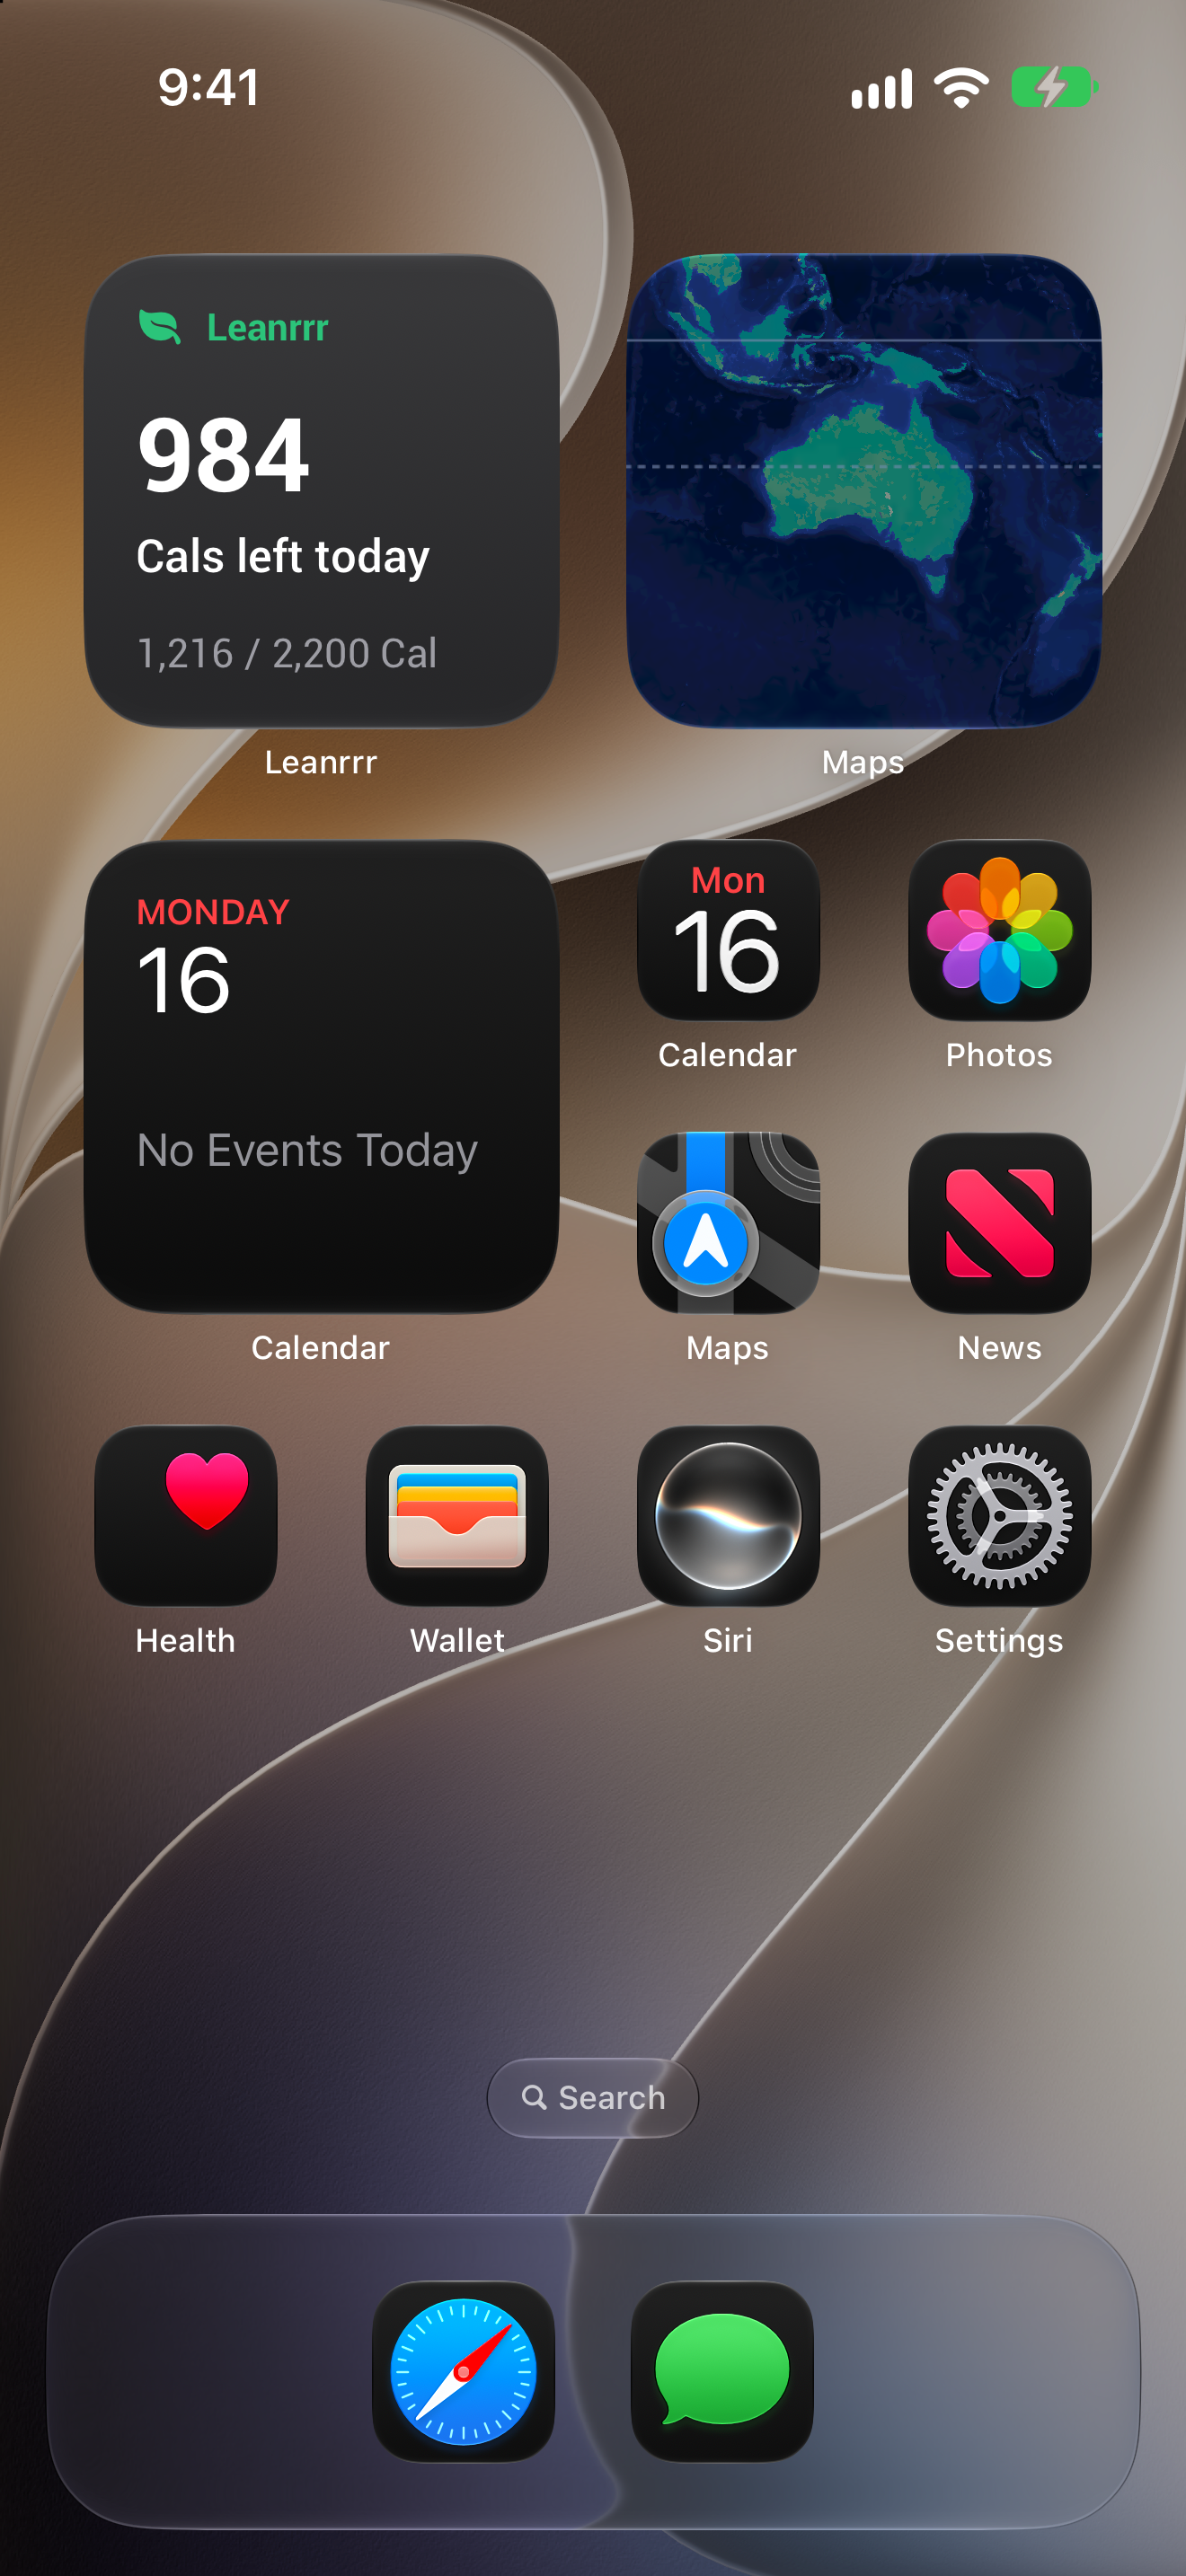 9:41
Leanrrr
984
Cals left today
1,216 / 2,200 Cal
Leanrrr
Maps
MONDAY
16
No Events Today
Calendar
Mon
16
Calendar
Photos
Maps
News
Health
Wallet
Siri
Settings
Search